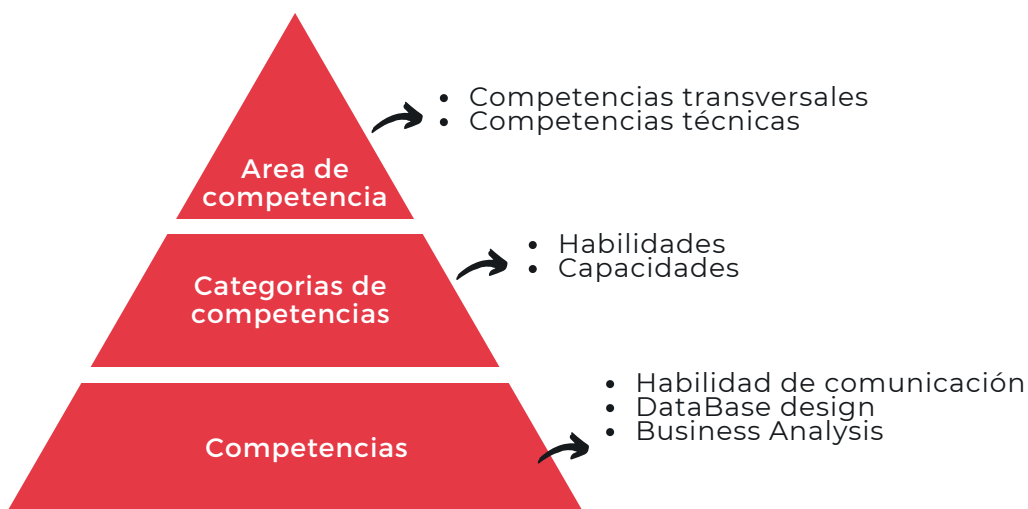 • Competencias transversales
• Competencias técnicas
Area de
competencia
• Habilidades
• Capacidades
Categorias de
competencias
• Habilidad de comunicación
• DataBase design
• Business Analysis
Competencias